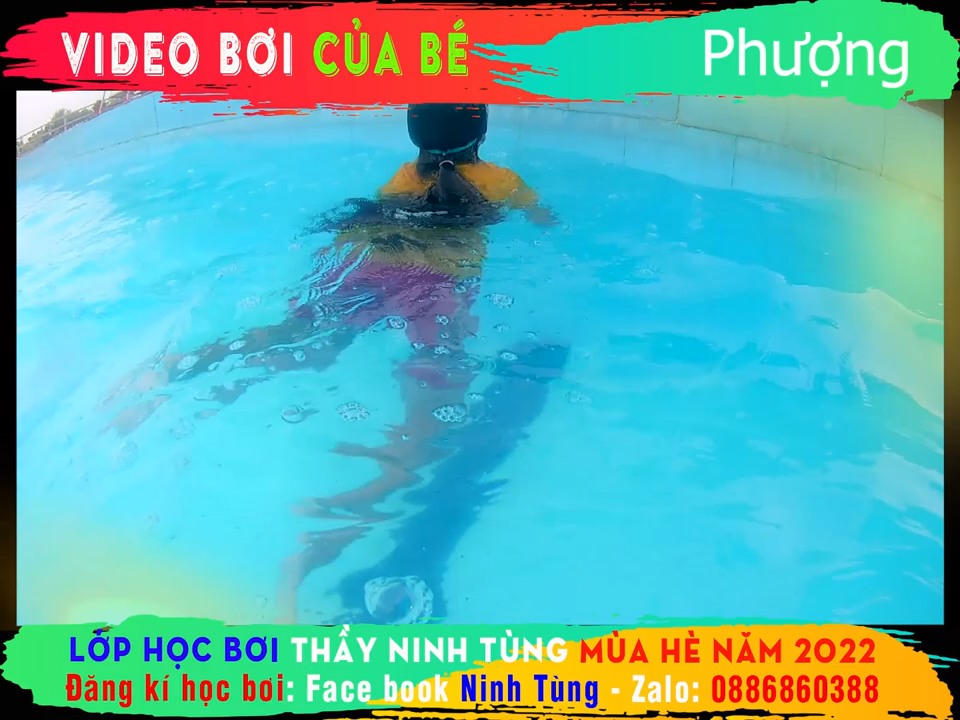 VIDEO BƠI CỦA BÉ
Phượng
LỚP HỌC BƠI THẦY NINH TÙNG MÙA HÈ NĂM 2022
Đăng kí học bơi: Face book Ninh Tùng - Zalo: 0886860388